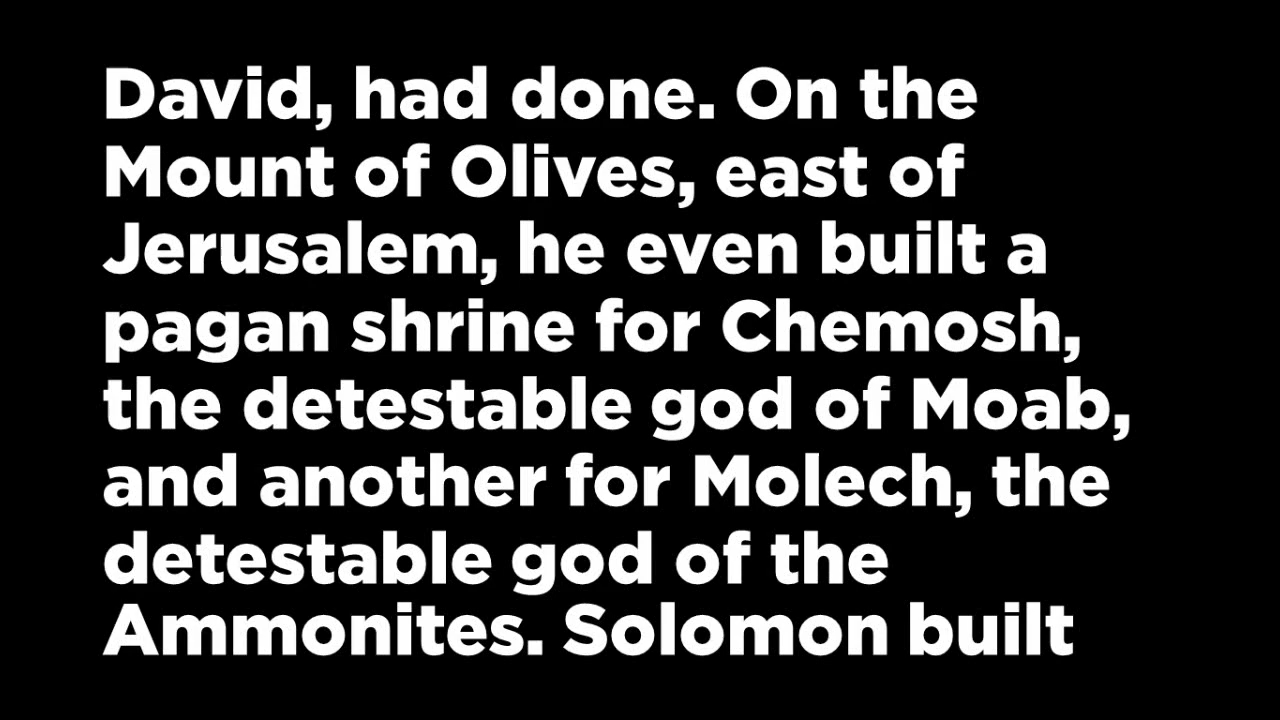 David, had done. On the
Mount of Olives, east of
Jerusalem, he even built a
pagan shrine for Chemosh,
the detestable god of Moab,
and another for Molech, the
detestable god of the
Ammonites. Solomon built